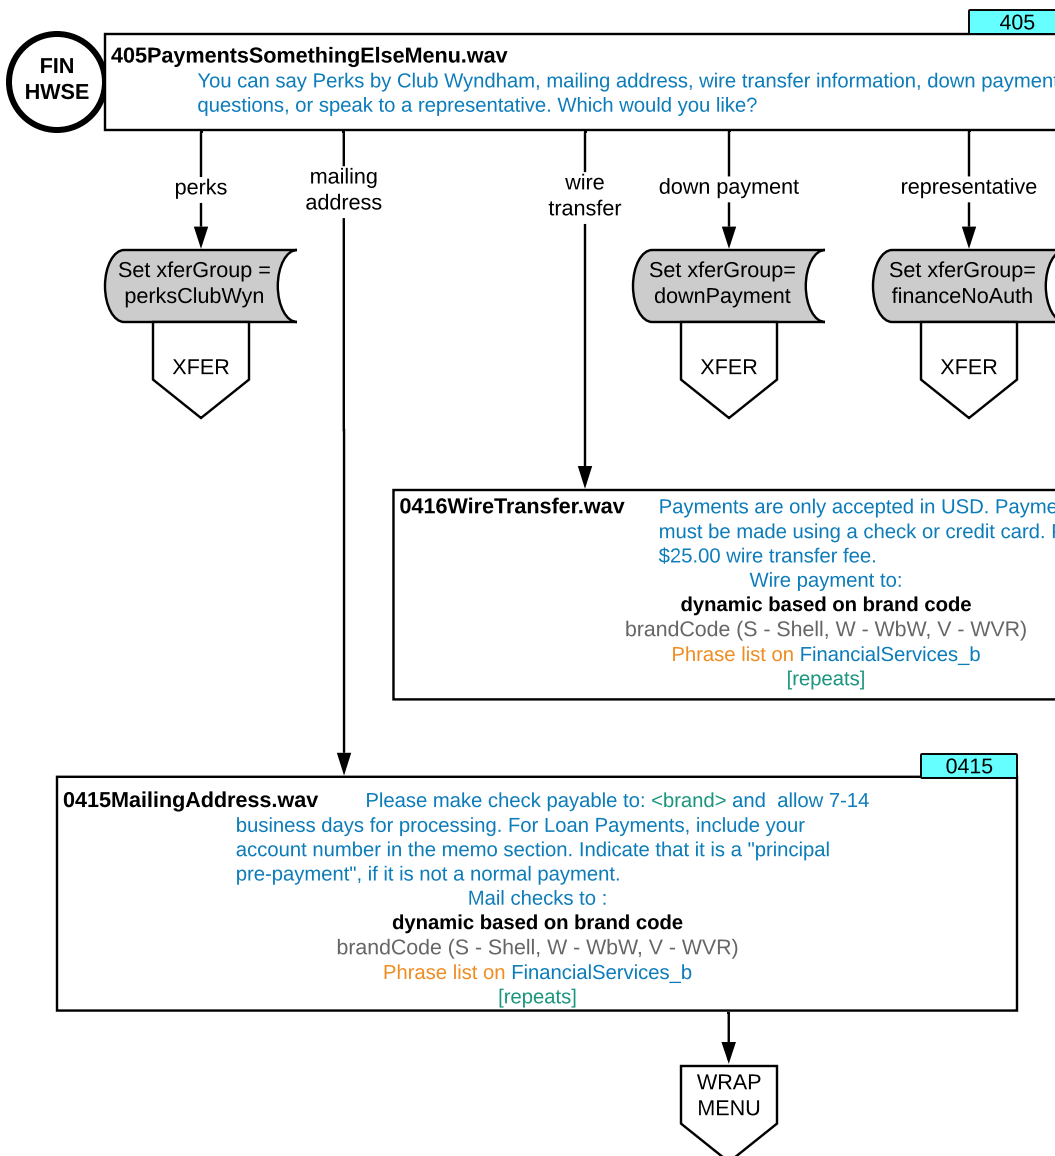 405
FIN
HWSE
405PaymentsSomethingElseMenu.wav
You can say Perks by Club Wyndham, mailing address, wire transfer information, down payment
questions, or speak to a representative. Which would you like?
perks
mailing
address
wire
transfer
down payment
representative
Set xferGroup =
perksClubWyn
Set xferGroup=
downPayment
Set xferGroup=
financeNoAuth
XFER
XFER
XFER
0416WireTransfer.wav Payments are only accepted in USD.
must be made using a check or credit card.
$25.00 wire transfer fee.
Wire payment to:
dynamic based on brand code
brandCode (S - Shell, W - WbW, V - WVR)
Phrase list on FinancialServices_b
[repeats]
0415
0415MailingAddress.wav Please make check payable to: <brand> and  allow 7-14
business days for processing. For Loan Payments, include your
account number in the memo section. Indicate that it is a "principal
pre-payment", if it is not a normal payment.
Mail checks to :
dynamic based on brand code
brandCode (S - Shell, W - WbW, V - WVR)
Phrase list on FinancialServices_b
[repeats]
WRAP
MENU